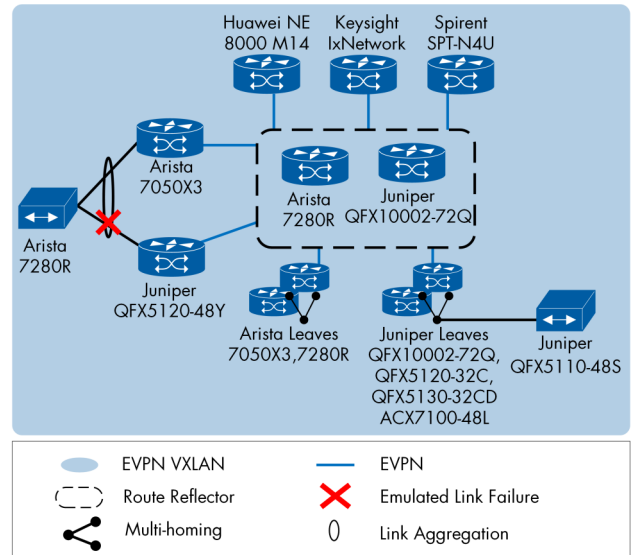 Huawei NE
8000 M14
Keysight
IxNetwork
Spirent
SPT-N4U
Arista
7050X3
Arista
7280R
Juniper
QFX10002-72Q
Arista
7280R
Juniper
QFX5120-48Y
Arista Leaves
7050X3,7280R
Juniper Leaves
QFX10002-72Q,
QFX5120-32C,
QFX5130-32CD
ACX7100-48L
Juniper
QFX5110-48S
EVPN VXLAN
EVPN
Route Reflector
Emulated Link Failure
Multi-homing
Link Aggregation